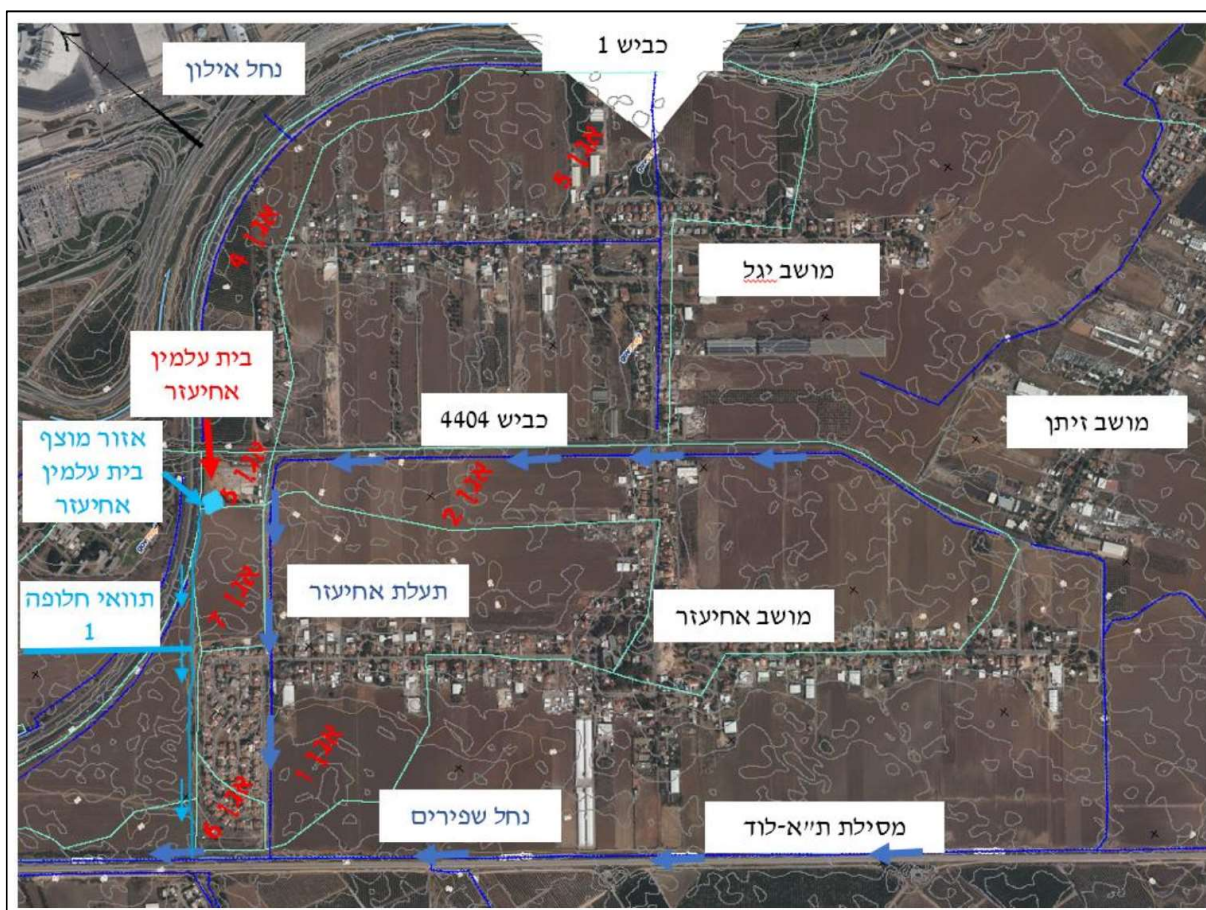 כביש 1
נחל אילון
אגן 3
אגן 4
מושב יגל
בית עלמין
אחיעזר
כביש 4404
מושב זיתן
אזור מוצף
בית עלמין
אחיעזר
אגן 5
אגן 2
תוואי חלופה
1
אגן 7
תעלת אחיעזר
מושב אחיעזר
אגן 1
אגן 6
נחל שפירים
מסילת ת"א-לוד